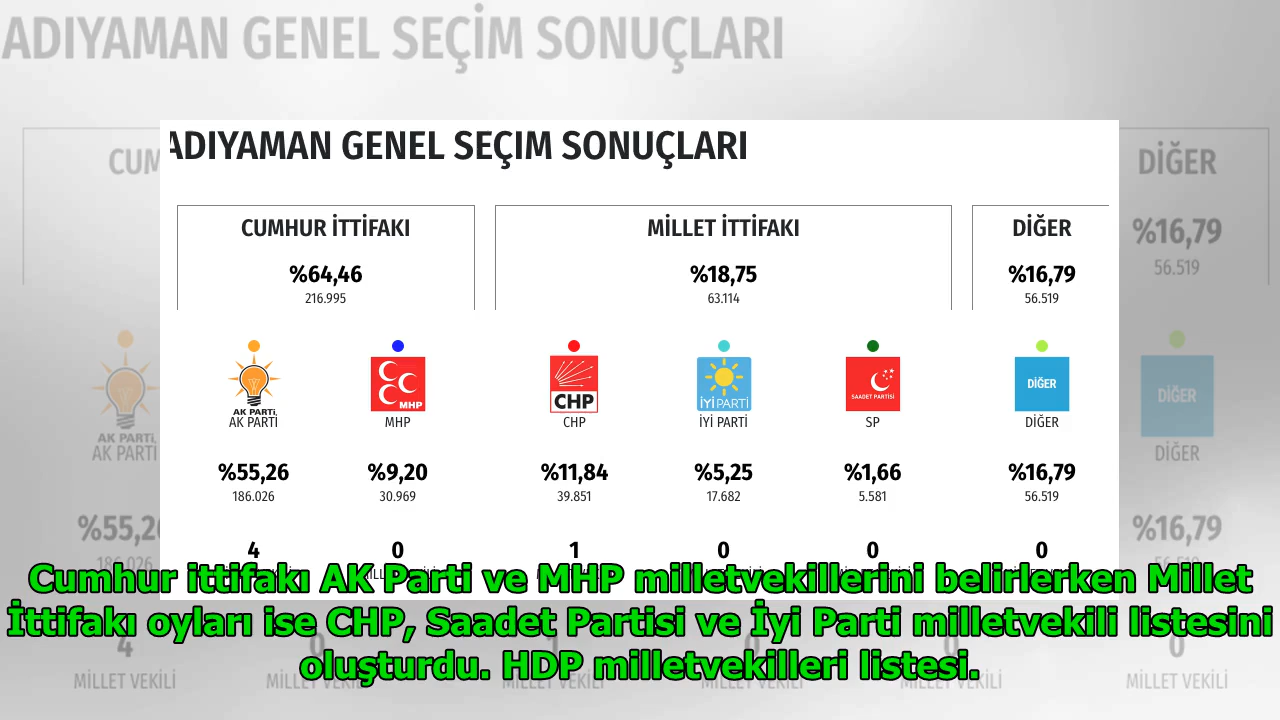 ADIYAMAN GENEL SEÇİM SONUÇLARI
ADIYAMAN GENEL SEÇİM SONUÇLARI
CUM
DİĞER
CUMHUR İTTİFAKI
MİLLET İTTİFAKI
DİĞER
%64,46
%18,75
%16,79
%16,79
216.995
63.114
56.519
56.519
AK PARTİ
MHP
CHP
İYİ PARTİ
SAADET PARTİSİ
DİĞER
DİĞER
AK PARTİ
MHP
CHP
İYİ PARTİ
SP
DİĞER
AK PARTİ
AK PARTİ
DİĞER
%55,26
%9,20
%11,84
%5,25
%1,66
%16,79
186.026
30.969
39.851
17.682
5.581
56.519
%55,26
%16,79
4
0
1
0
0
0
Cumhur ittifakı AK Parti ve MHP milletvekillerini belirlerken Millet
İttifakı oyları ise CHP, Saadet Partisi ve İyi Parti milletvekili listesini
oluşturdu. HDP milletvekilleri listesi.
4
0
1
0
0
0
MİLLET VEKİLİ
MİLLET VEKİLİ